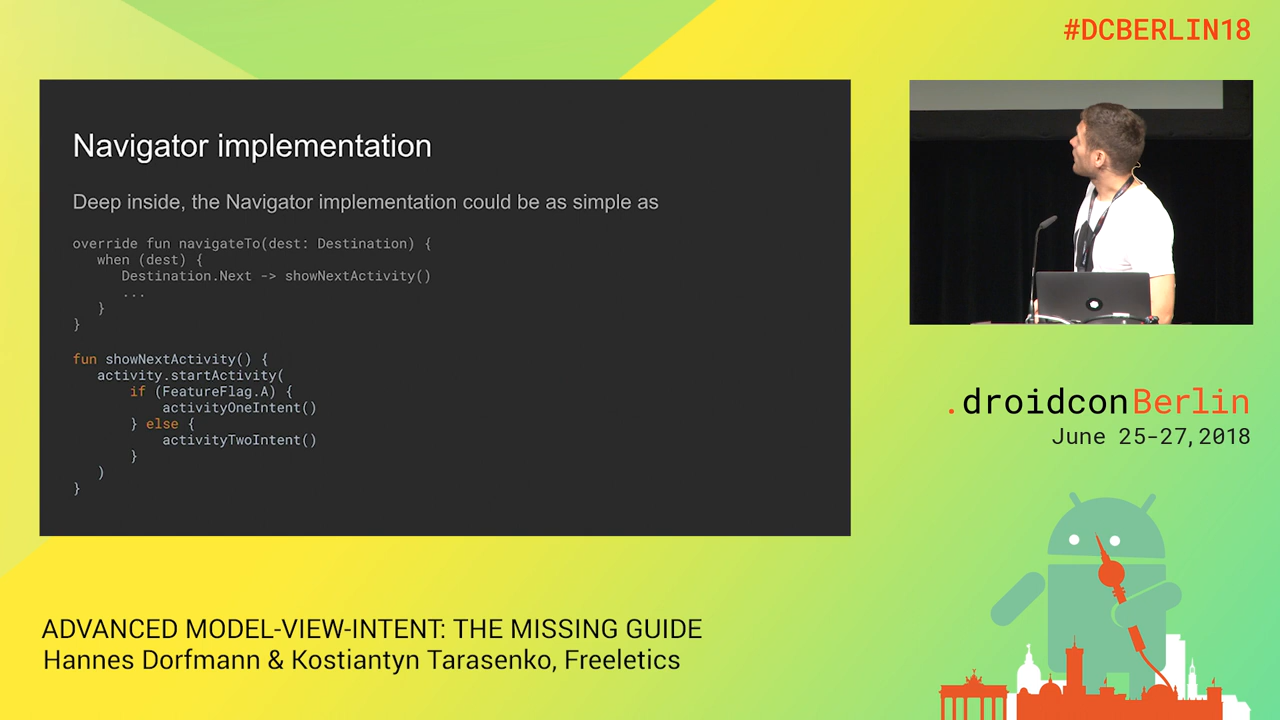 #DCBERLIN18
Navigator implementation
Deep inside, the Navigator implementation could be as simple as
override fun navigateTo(dest: Destination) {
when (dest) {
Destination.Next -> showNextActivity()
...
}
}
fun showNextActivity() {
activity.startActivity(
if (FeatureFlag.A) {
activityOneIntent()
} else {
activityTwoIntent()
}
)
}
.droidconBerlin
June 25-27, 2018
ADVANCED MODEL-VIEW-INTENT: THE MISSING GUIDE
Hannes Dorfmann & Kostiantyn Tarasenko, Freeletics